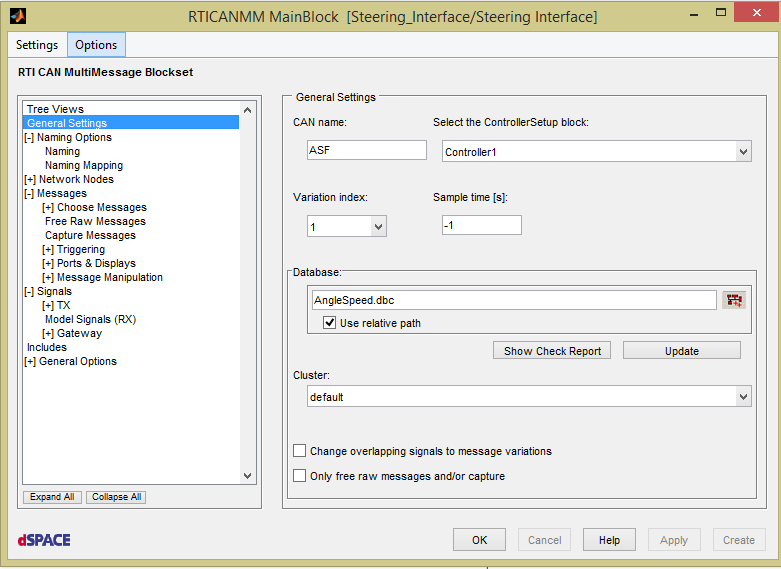 RTICANMM MainBlock [Steering_Interface/Steering Interface]
Settings Options
RTI CAN MultiMessage Blockset
Tree Views
General Settings
[-] Naming Options
Naming
Naming Mapping
[+] Network Nodes
[-] Messages
[+] Choose Messages
Free Raw Messages
Capture Messages
[+] Triggering
[+] Ports & Displays
[+] Message Manipulation
[-] Signals
[+] TX
Model Signals (RX)
[+] Gateway
Includes
[+] General Options
Expand All Collapse All
General Settings
CAN name: Select the ControllerSetup block:
ASF Controller1
Variation index: Sample time [s]:
1 -1
Database:
AngleSpeed.dbc
Use relative path
Show Check Report Update
Cluster:
default
Change overlapping signals to message variations
Only free raw messages and/or capture
dSPACE OK Cancel Help Apply Create